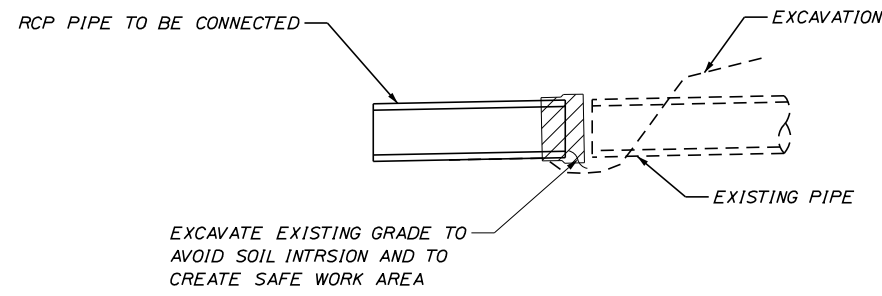 RCP PIPE TO BE CONNECTED
EXCAVATION
EXISTING PIPE
EXCAVATE EXISTING GRADE TO
AVOID SOIL INTRSION AND TO
CREATE SAFE WORK AREA